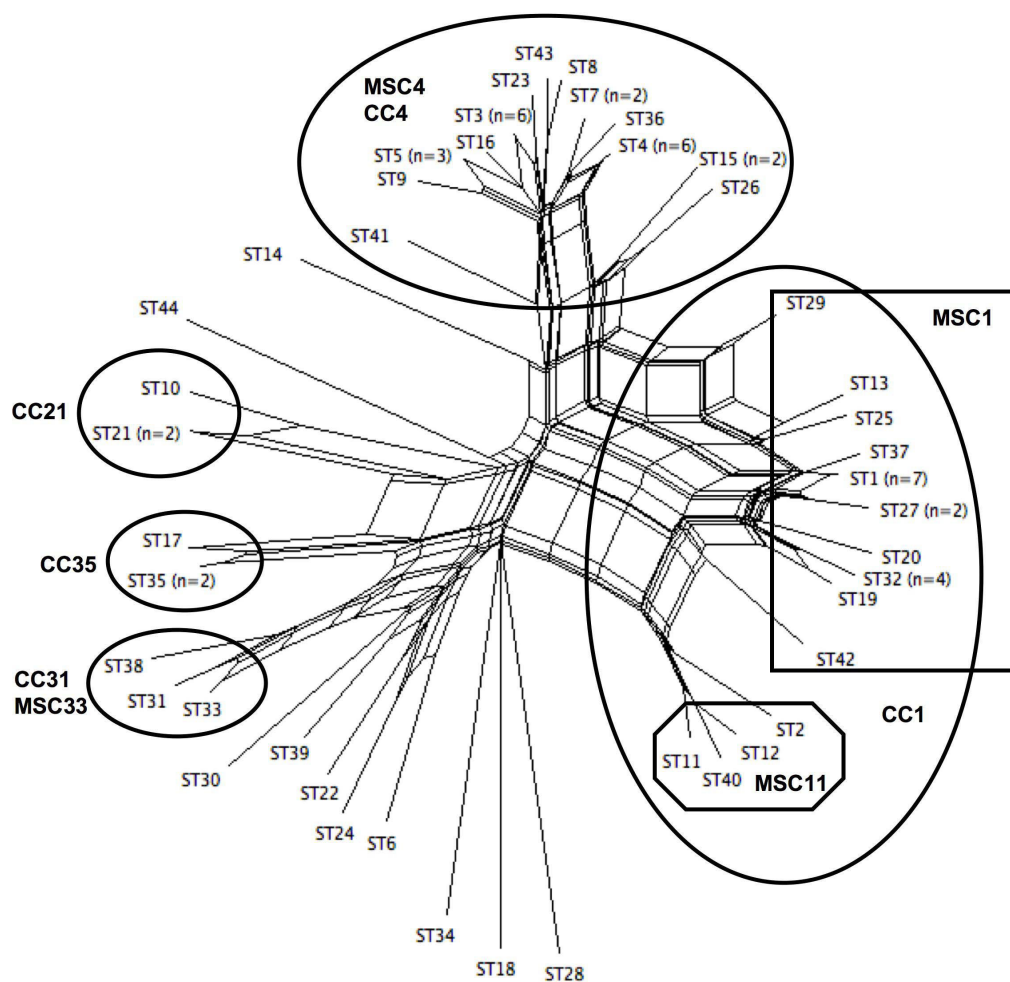 ST43
ST8
ST23
MSC4
CC4
ST7 (n=2)
ST3 (n=6)
ST36
ST16
ST4 (n=6)
ST5 (n=3)
ST15 (n=2)
ST9
ST26
ST41
ST14
ST44
ST29
MSC1
ST10
CC21
ST21 (n=2)
ST13
ST25
ST37
ST1 (n=7)
ST27 (n=2)
ST17
CC35
ST35 (n=2)
ST20
ST32 (n=4)
ST19
ST38
CC31
MSC33
ST31
ST33
ST42
CC1
ST39
ST30
ST2
ST12
ST11
ST40
MSC11
ST22
ST24
ST6
ST34
ST18
ST28